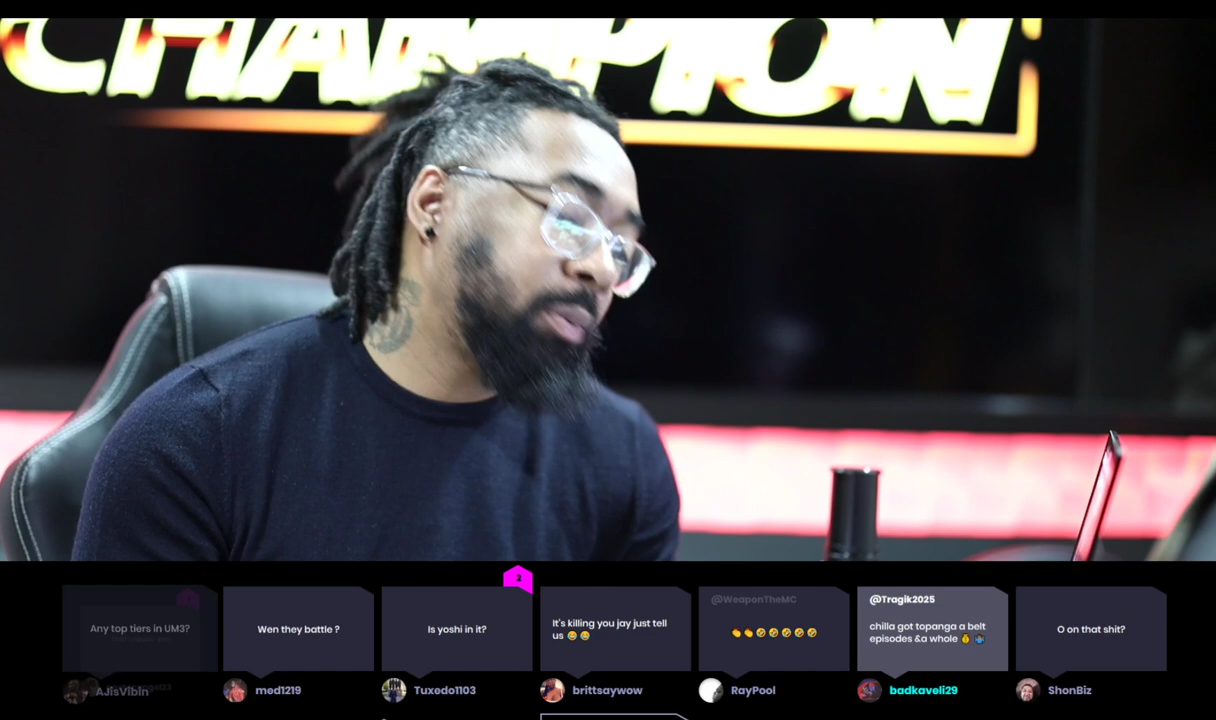 CHAMPION
2
Any top tiers in UM3?
Wen they battle ?
Is yoshi in it?
It's killing you jay just tell
us 😂 😂
@WeaponTheMC
👏👏🤣🤣🤣🤣🤣
@Tragik2025
chilla got topanga a belt
episodes &a whole
O on that shit?
AJisVibin
med1219
Tuxedo1103
brittsaywow
RayPool
badkaveli29
ShonBiz